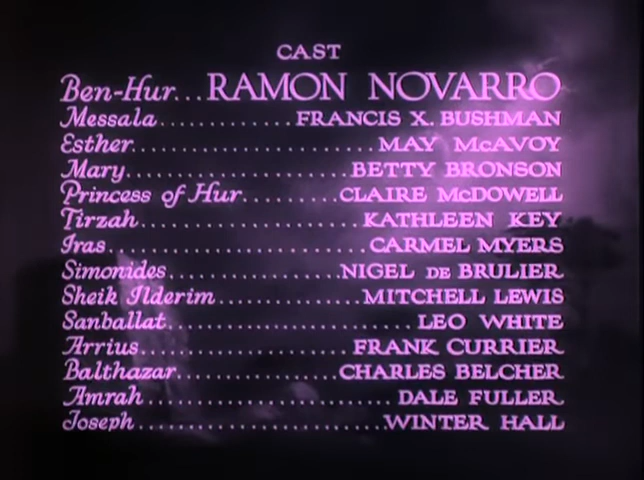 CAST
Ben-Hur...RAMON NOVARRO
Messala.............FRANCIS X. BUSHMAN
Esther........................MAY McAVOY
Mary......................BETTY BRONSON
Princess of Hur.........CLAIRE McDOWELL
Tirzah.......................KATHLEEN KEY
Iras..........................CARMEL MYERS
Simonides.................NIGEL DE BRULIER
Sheik Ilderim...............MITCHELL LEWIS
Sanballat.........................LEO WHITE
Arrius.....................FRANK CURRIER
Balthazar................CHARLES BELCHER
Amrah.........................DALE FULLER
Joseph.........................WINTER HALL